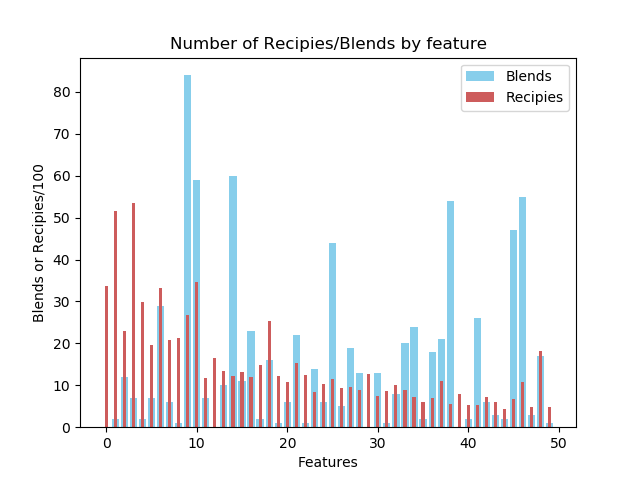 Number of Recipies/Blends by feature
Blends
Recipies
Blends or Recipies/100
80
70
60
50
40
30
20
10
0
0 10 20 30 40 50
Features